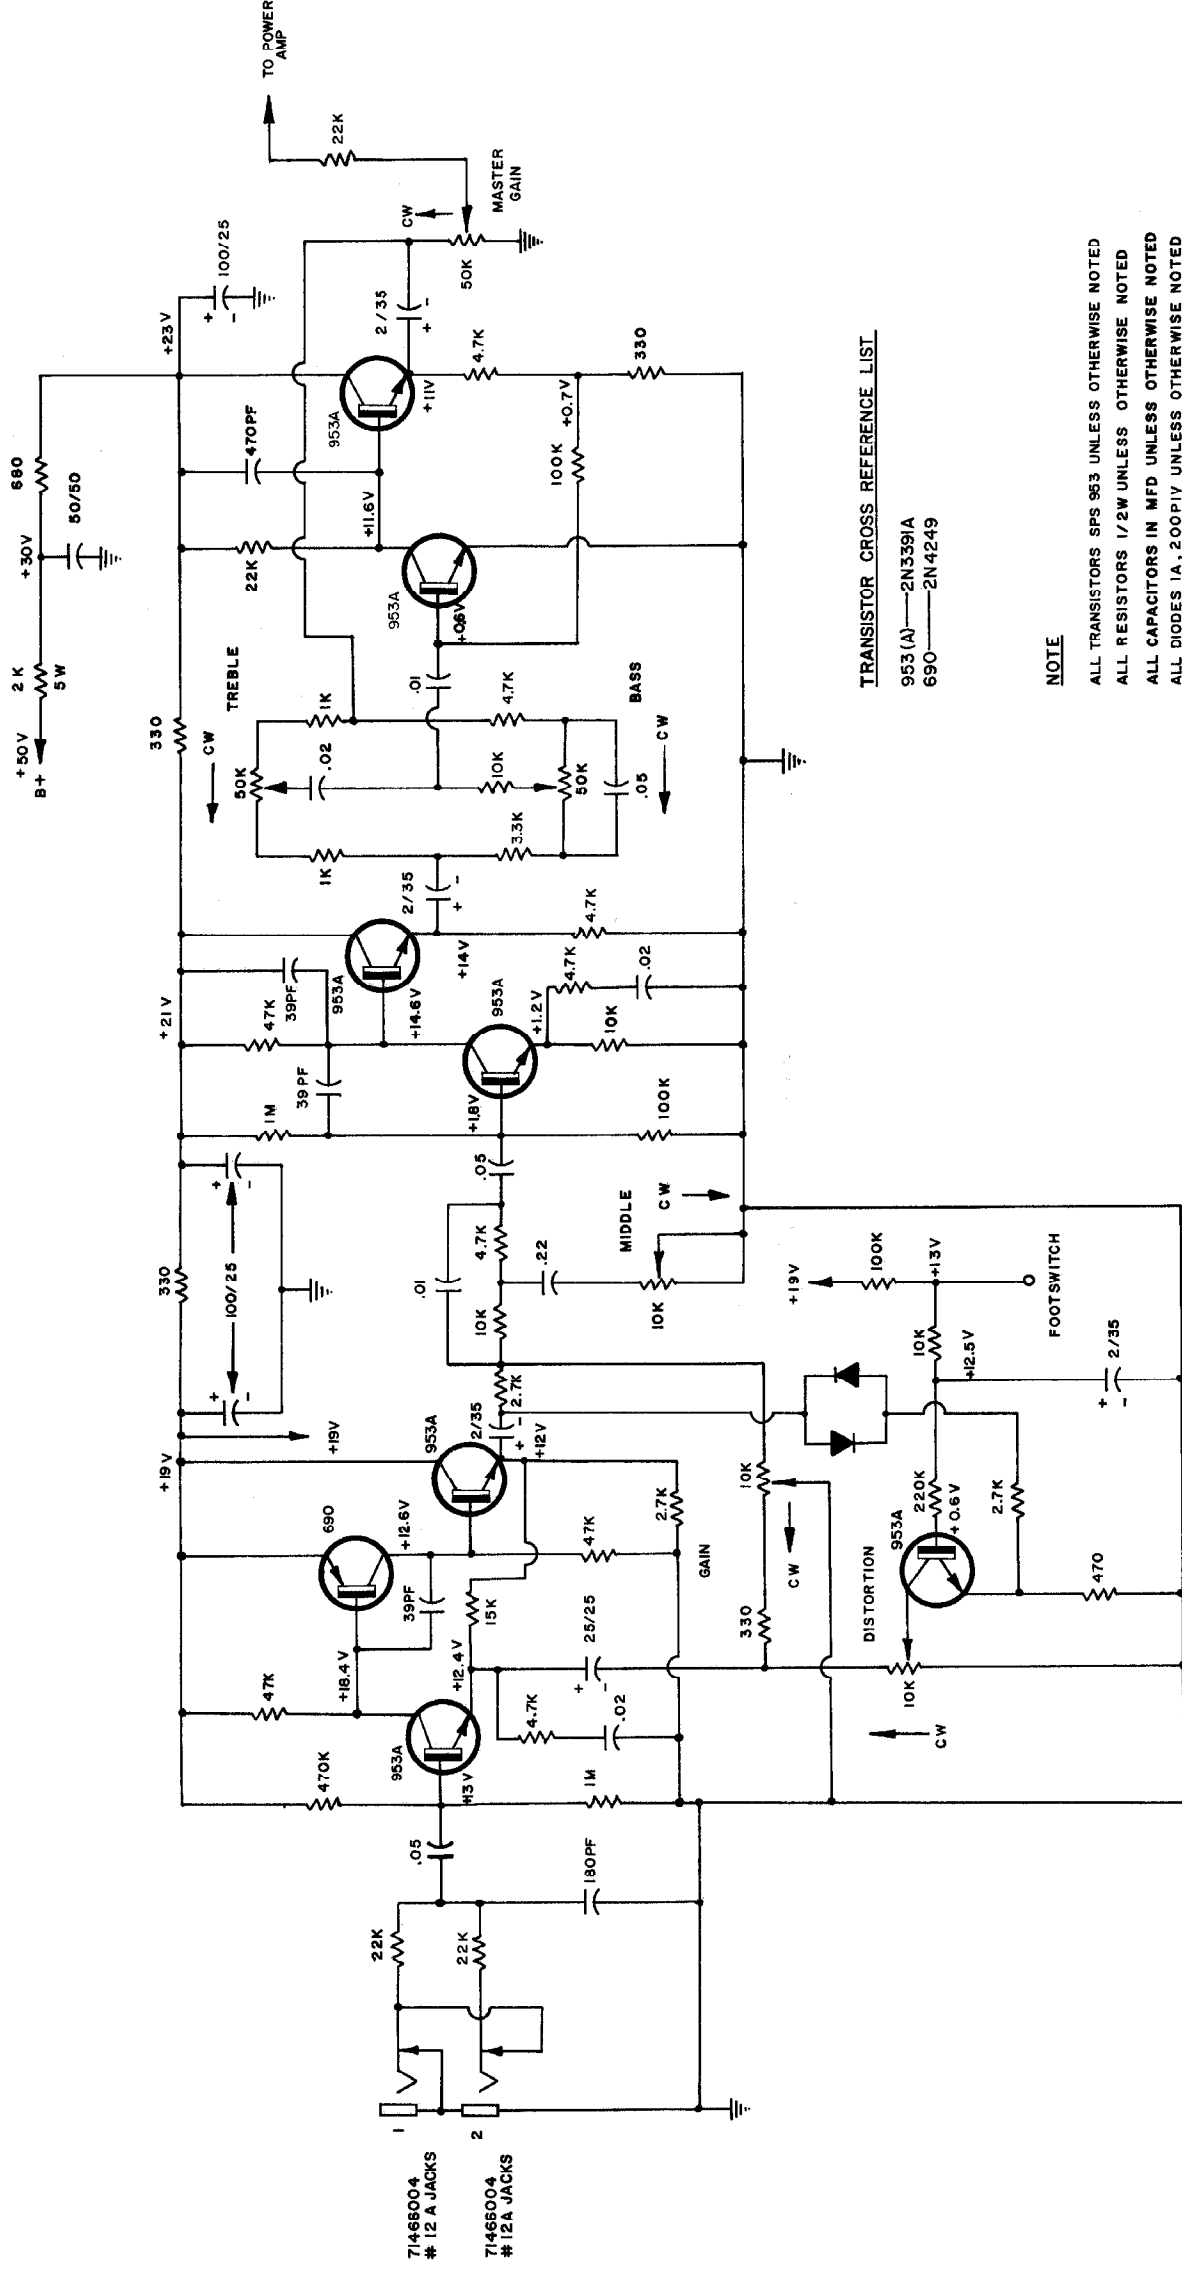 71466004
# 12 A JACKS
71466004
# 12A JACKS
1
2
22K
22K
.05
180PF
470K
+13V
1M
953A
47K
+18.4V
+12.4V
4.7K
.02
25/25
+
-
15K
39PF
690
+12.6V
47K
2.7K
GAIN
953A
+19V
+19V
2/35
+
-
+12V
2.7K
+
-
100/25
+
-
330
10K
.01
4.7K
.22
MIDDLE
10K
CW
.05
330
10K
CW
DISTORTION
10K
CW
953A
+0.6V
220K
2.7K
470
10K
+12.5V
2/35
+
-
+19V
100K
+13V
FOOTSWITCH
1M
39 PF
+1.8V
100K
+21V
47K
39PF
953A
+14.6V
953A
+1.2V
10K
4.7K
.02
+14V
4.7K
2/35
+
-
330
CW
TREBLE
50K
1K
1K
.02
10K
3.3K
4.7K
50K
.05
BASS
CW
.01
B+
+50V
2K
5W
+30V
50/50
680
22K
470PF
+11.6V
953A
+0.6V
953A
+11V
100K
+0.7V
4.7K
330
+23V
100/25
+
-
2/35
+
-
50K
CW
MASTER
GAIN
22K
TO POWER
AMP
TRANSISTOR CROSS REFERENCE LIST
953(A)——2N3391A
690——2N4249
NOTE
ALL TRANSISTORS SPS 953 UNLESS OTHERWISE NOTED
ALL RESISTORS 1/2W UNLESS OTHERWISE NOTED
ALL CAPACITORS IN MFD UNLESS OTHERWISE NOTED
ALL DIODES 1A, 200PIV UNLESS OTHERWISE NOTED